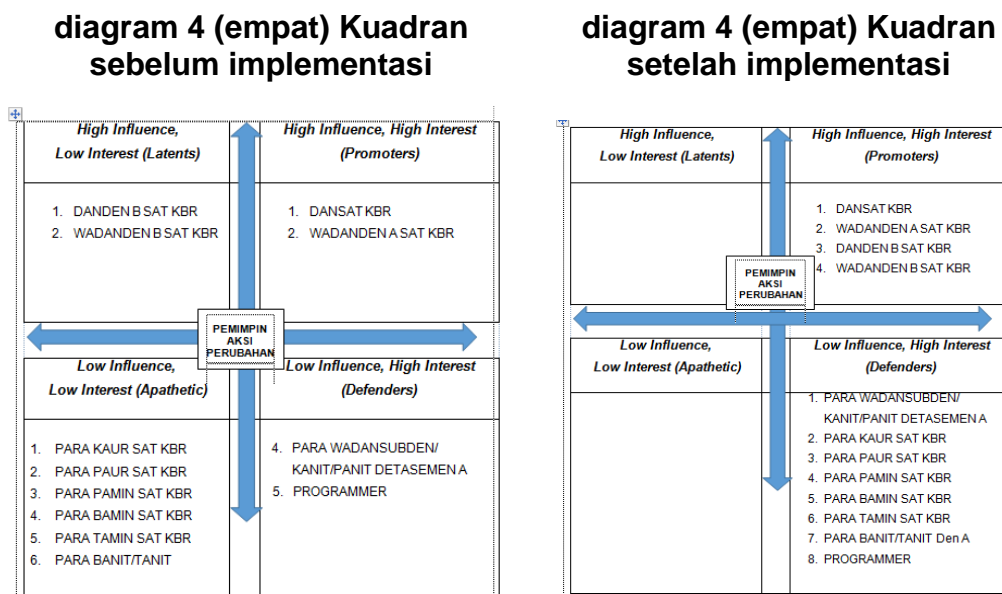 diagram 4 (empat) Kuadran
sebelum implementasi
High Influence,
Low Interest (Latents)
High Influence, High Interest
(Promoters)
1. DANDEN B SAT KBR
2. WADANDEN B SAT KBR
1. DANSAT KBR
2. WADANDEN A SAT KBR
PEMIMPIN
AKSI
PERUBAHAN
Low Influence,
Low Interest (Apathetic)
Low Influence, High Interest
(Defenders)
1. PARA KAUR SAT KBR
2. PARA PAUR SAT KBR
3. PARA PAMIN SAT KBR
4. PARA BAMIN SAT KBR
5. PARA TAMIN SAT KBR
6. PARA BANIT/TANIT
4. PARA WADANSUBDEN/
KANIT/PANIT DETASEMEN A
5. PROGRAMMER
diagram 4 (empat) Kuadran
setelah implementasi
High Influence,
Low Interest (Latents)
High Influence, High Interest
(Promoters)
1. DANSAT KBR
2. WADANDEN A SAT KBR
3. DANDEN B SAT KBR
4. WADANDEN B SAT KBR
PEMIMPIN
AKSI
PERUBAHAN
Low Influence,
Low Interest (Apathetic)
Low Influence, High Interest
(Defenders)
1. PARA WADANSUBDEN/
KANIT/PANIT DETASEMEN A
2. PARA KAUR SAT KBR
3. PARA PAUR SAT KBR
4. PARA PAMIN SAT KBR
5. PARA BAMIN SAT KBR
6. PARA TAMIN SAT KBR
7. PARA BANIT/TANIT Den A
8. PROGRAMMER